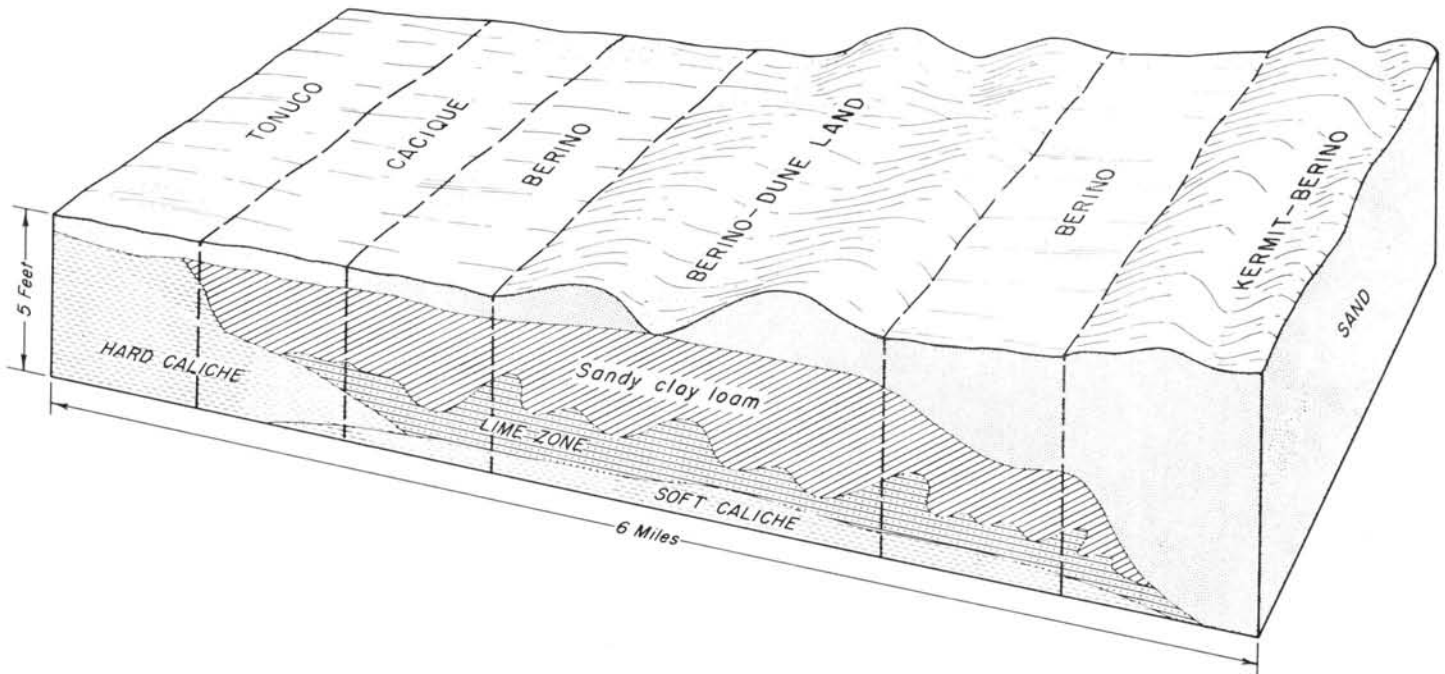 TONUCO
CACIQUE
BERINO
BERINO-DUNE LAND
BERINO
KERMIT-BERINO
SAND
5 Feet
HARD CALICHE
Sandy clay loam
LIME ZONE
SOFT CALICHE
6 Miles